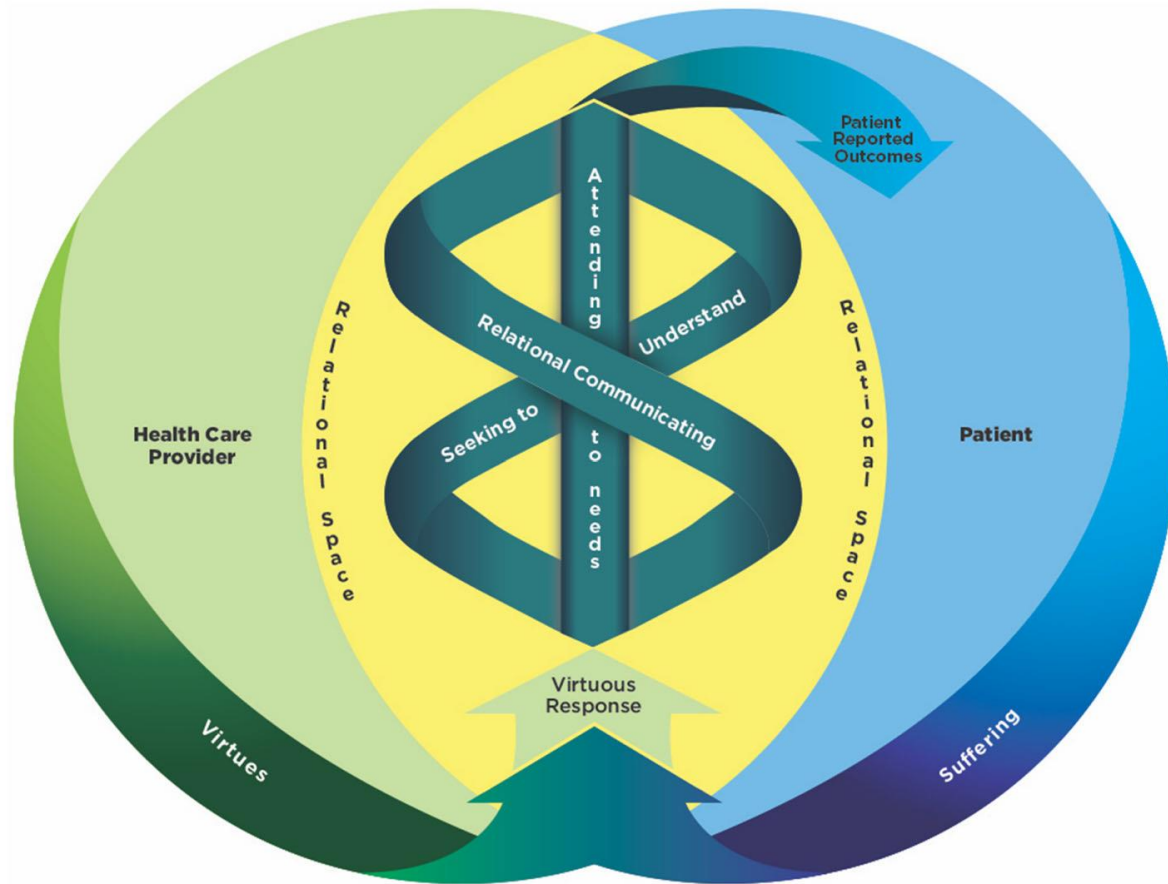 Patient
Reported
Outcomes
Attending to needs
Relational Communicating
Seeking to Understand
Relational Space
Relational Space
Health Care
Provider
Patient
Virtuous
Response
Virtues
Suffering